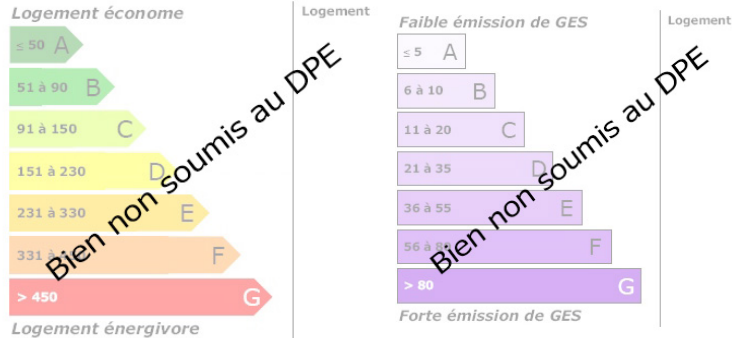 Logement économe
Logement
≤ 50 A
51 à 90 B
91 à 150 C
151 à 230 D
231 à 330 E
331 à F
> 450 G
Logement énergivore
Bien non soumis au DPE
Faible émission de GES
Logement
≤ 5 A
6 à 10 B
11 à 20 C
21 à 35 D
36 à 55 E
56 à 80 F
> 80 G
Forte émission de GES
Bien non soumis au DPE